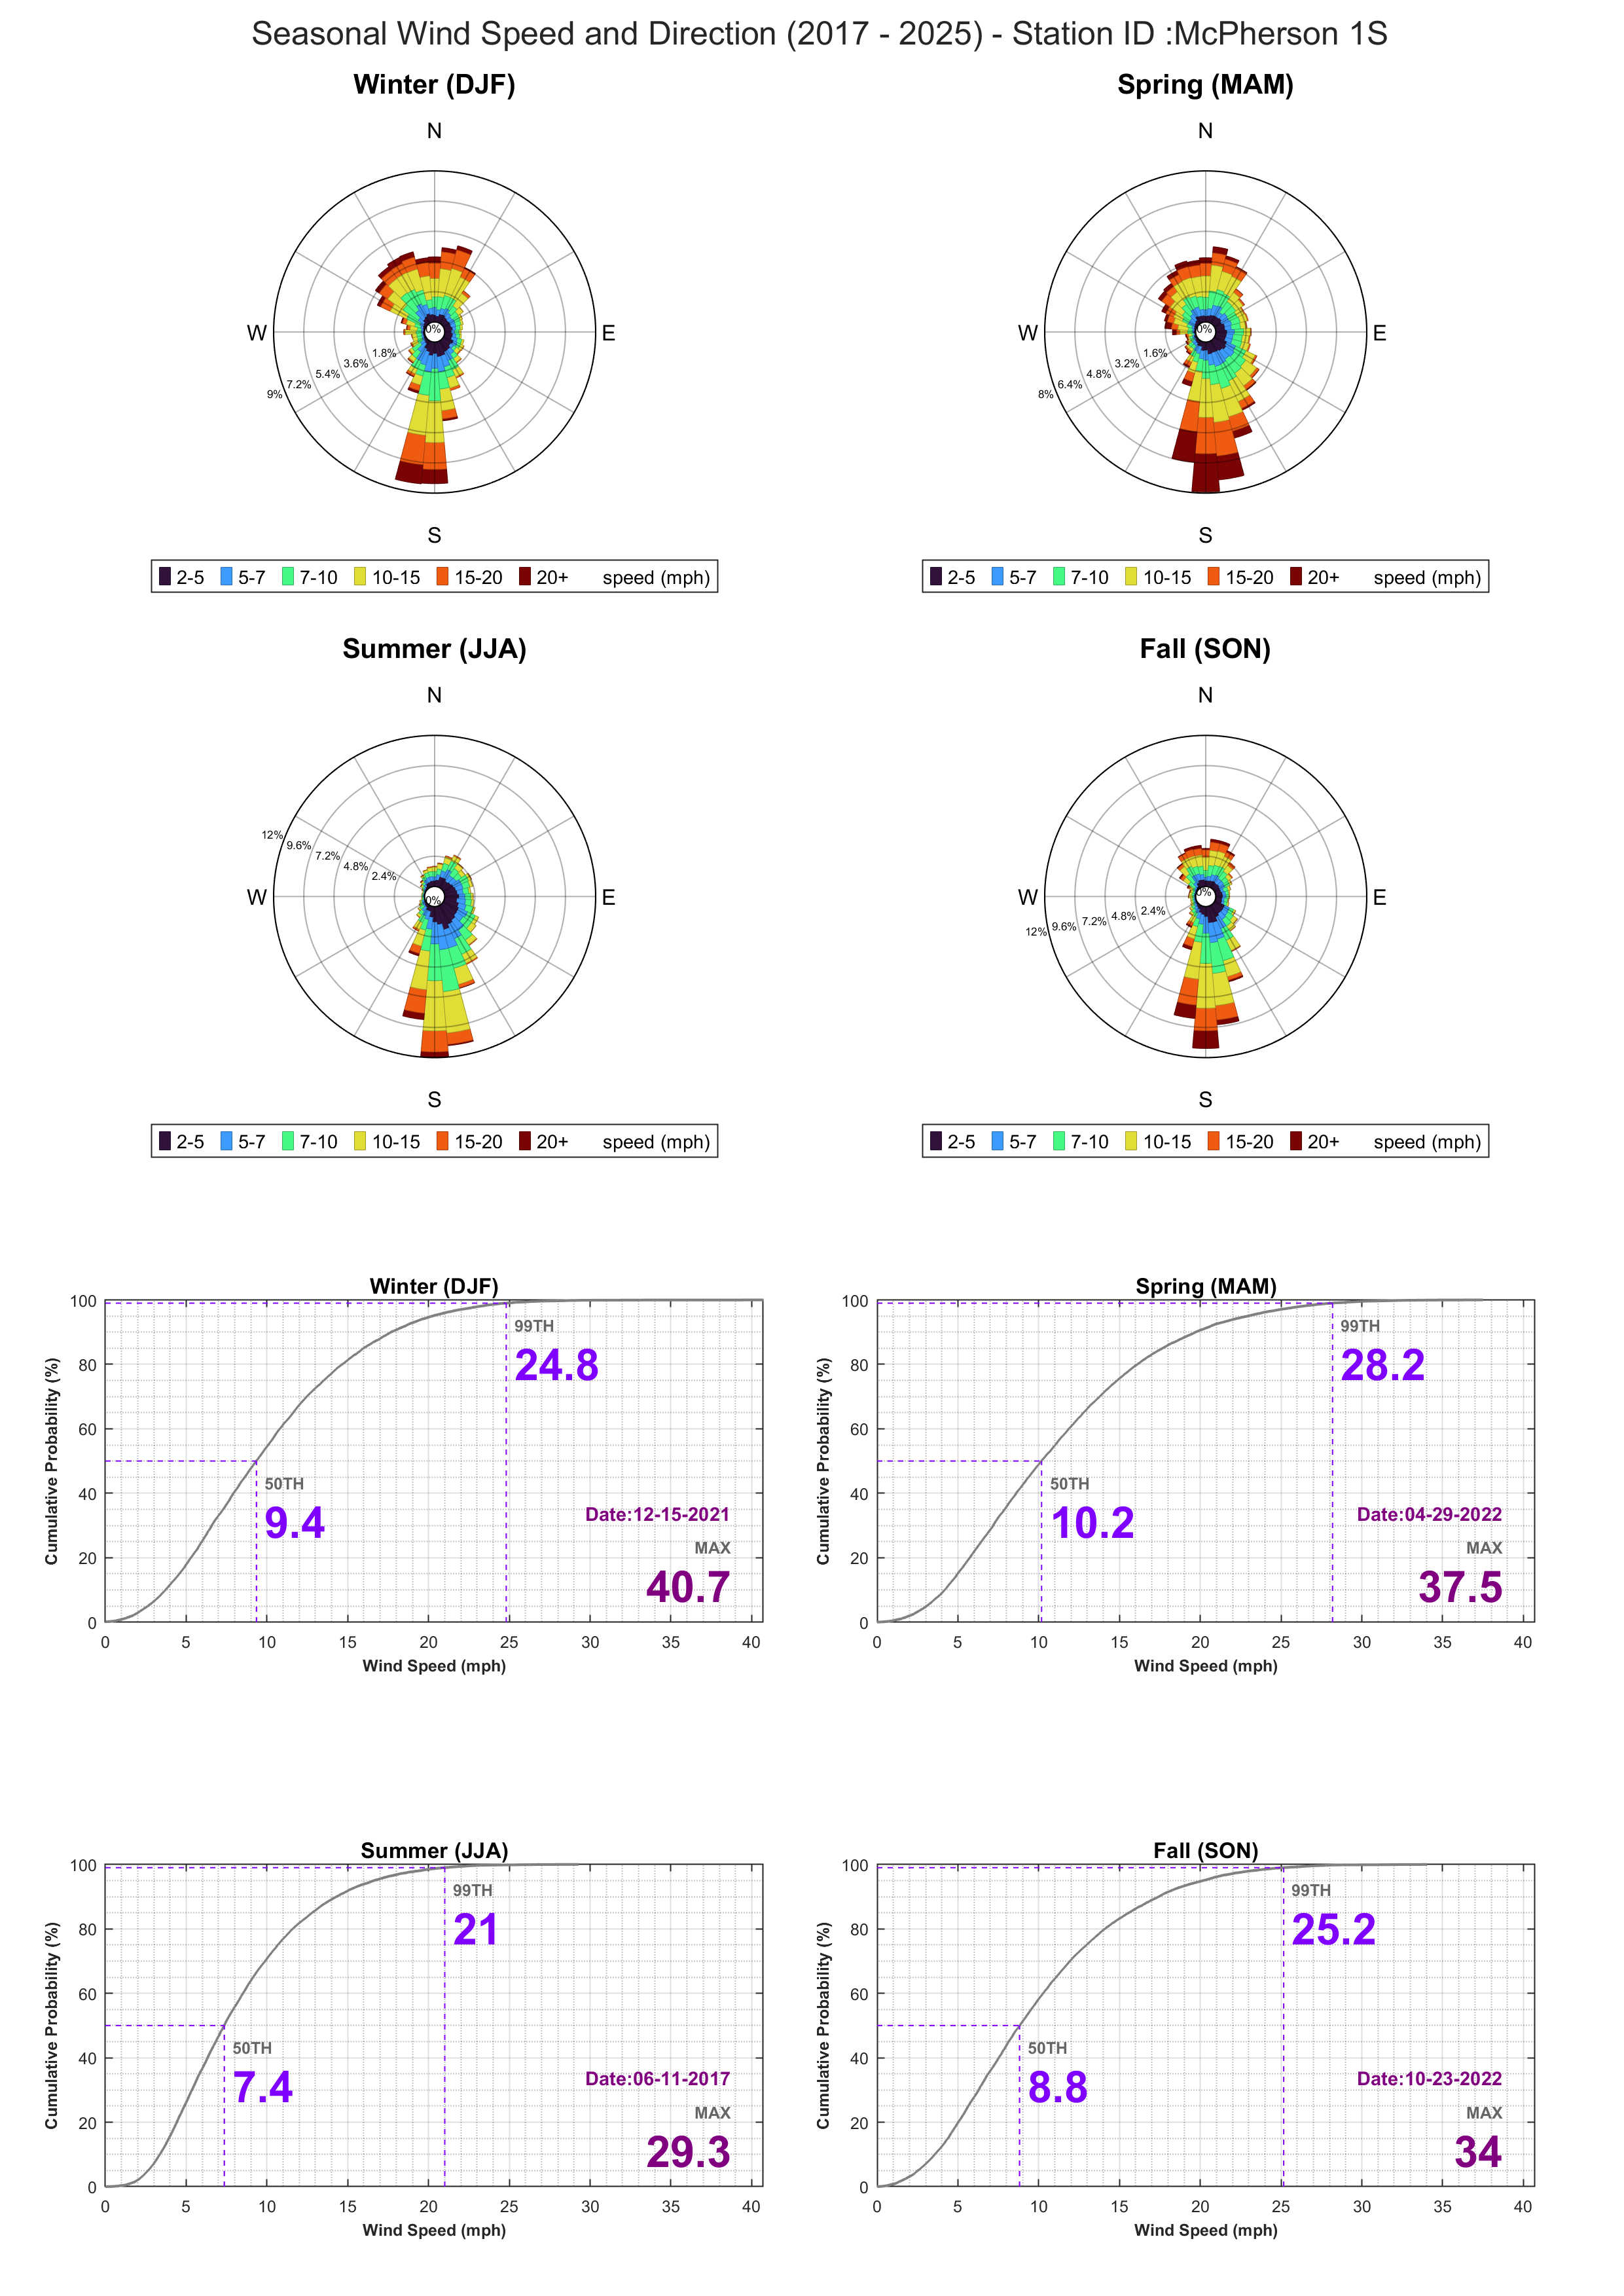 Seasonal Wind Speed and Direction (2017 - 2025) - Station ID :McPherson 1S
Winter (DJF)
N
W
E
S
0%
1.8%
3.6%
5.4%
7.2%
9%
2-5 5-7 7-10 10-15 15-20 20+ speed (mph)
Spring (MAM)
N
W
E
S
0%
1.6%
3.2%
4.8%
6.4%
8%
2-5 5-7 7-10 10-15 15-20 20+ speed (mph)
Summer (JJA)
N
W
E
S
0%
2.4%
4.8%
7.2%
9.6%
12%
2-5 5-7 7-10 10-15 15-20 20+ speed (mph)
Fall (SON)
N
W
E
S
0%
2.4%
4.8%
7.2%
9.6%
12%
2-5 5-7 7-10 10-15 15-20 20+ speed (mph)
Winter (DJF)
Cumulative Probability (%)
100
80
60
40
20
0
99TH
24.8
50TH
9.4
Date:12-15-2021
MAX
40.7
0 5 10 15 20 25 30 35 40
Wind Speed (mph)
Spring (MAM)
Cumulative Probability (%)
100
80
60
40
20
0
99TH
28.2
50TH
10.2
Date:04-29-2022
MAX
37.5
0 5 10 15 20 25 30 35 40
Wind Speed (mph)
Summer (JJA)
Cumulative Probability (%)
100
80
60
40
20
0
99TH
21
50TH
7.4
Date:06-11-2017
MAX
29.3
0 5 10 15 20 25 30 35 40
Wind Speed (mph)
Fall (SON)
Cumulative Probability (%)
100
80
60
40
20
0
99TH
25.2
50TH
8.8
Date:10-23-2022
MAX
34
0 5 10 15 20 25 30 35 40
Wind Speed (mph)